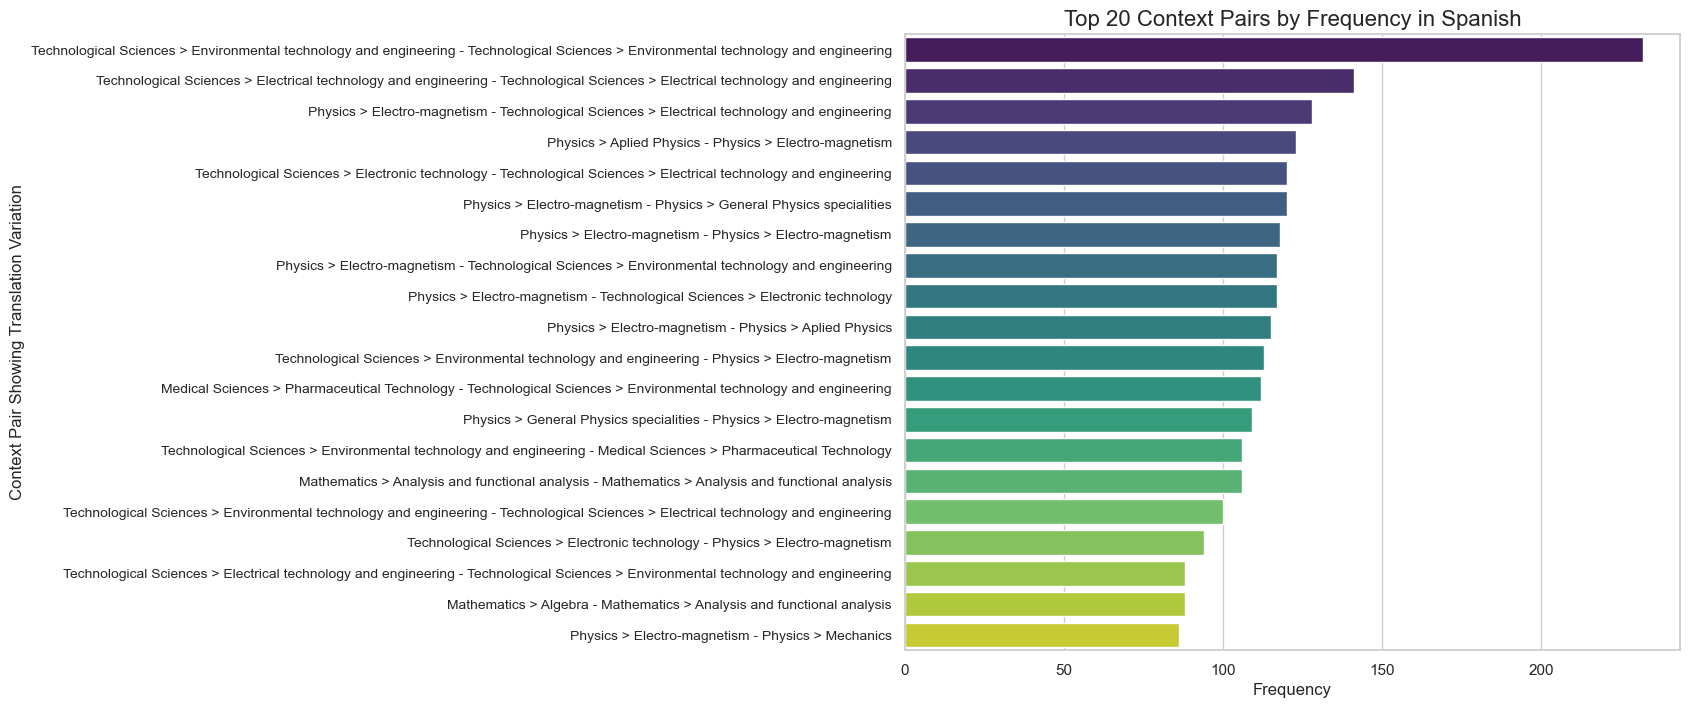 Top 20 Context Pairs by Frequency in Spanish
Context Pair Showing Translation Variation
Technological Sciences > Environmental technology and engineering - Technological Sciences > Environmental technology and engineering
Technological Sciences > Electrical technology and engineering - Technological Sciences > Electrical technology and engineering
Physics > Electro-magnetism - Technological Sciences > Electrical technology and engineering
Physics > Aplied Physics - Physics > Electro-magnetism
Technological Sciences > Electronic technology - Technological Sciences > Electrical technology and engineering
Physics > Electro-magnetism - Physics > General Physics specialities
Physics > Electro-magnetism - Physics > Electro-magnetism
Physics > Electro-magnetism - Technological Sciences > Environmental technology and engineering
Physics > Electro-magnetism - Technological Sciences > Electronic technology
Physics > Electro-magnetism - Physics > Aplied Physics
Technological Sciences > Environmental technology and engineering - Physics > Electro-magnetism
Medical Sciences > Pharmaceutical Technology - Technological Sciences > Environmental technology and engineering
Physics > General Physics specialities - Physics > Electro-magnetism
Technological Sciences > Environmental technology and engineering - Medical Sciences > Pharmaceutical Technology
Mathematics > Analysis and functional analysis - Mathematics > Analysis and functional analysis
Technological Sciences > Environmental technology and engineering - Technological Sciences > Electrical technology and engineering
Technological Sciences > Electronic technology - Physics > Electro-magnetism
Technological Sciences > Electrical technology and engineering - Technological Sciences > Environmental technology and engineering
Mathematics > Algebra - Mathematics > Analysis and functional analysis
Physics > Electro-magnetism - Physics > Mechanics
0 50 100 150 200
Frequency